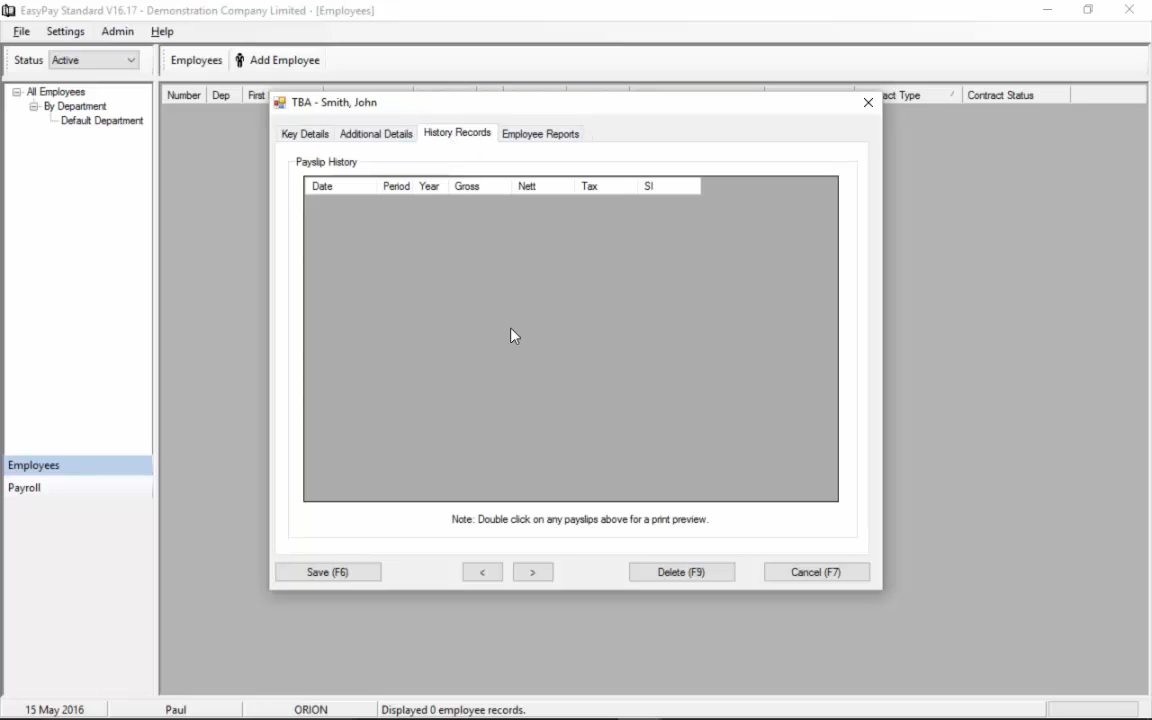 EasyPay Standard V16.17 - Demonstration Company Limited - [Employees]
File Settings Admin Help
Status Active Employees Add Employee
All Employees
By Department
Default Department
Number Dep First act Type / Contract Status
TBA - Smith, John
Key Details Additional Details History Records Employee Reports
Payslip History
Date Period Year Gross Nett Tax SI
Note: Double click on any payslips above for a print preview.
Save (F6) < > Delete (F9) Cancel (F7)
Employees
Payroll
15 May 2016 Paul ORION Displayed 0 employee records.